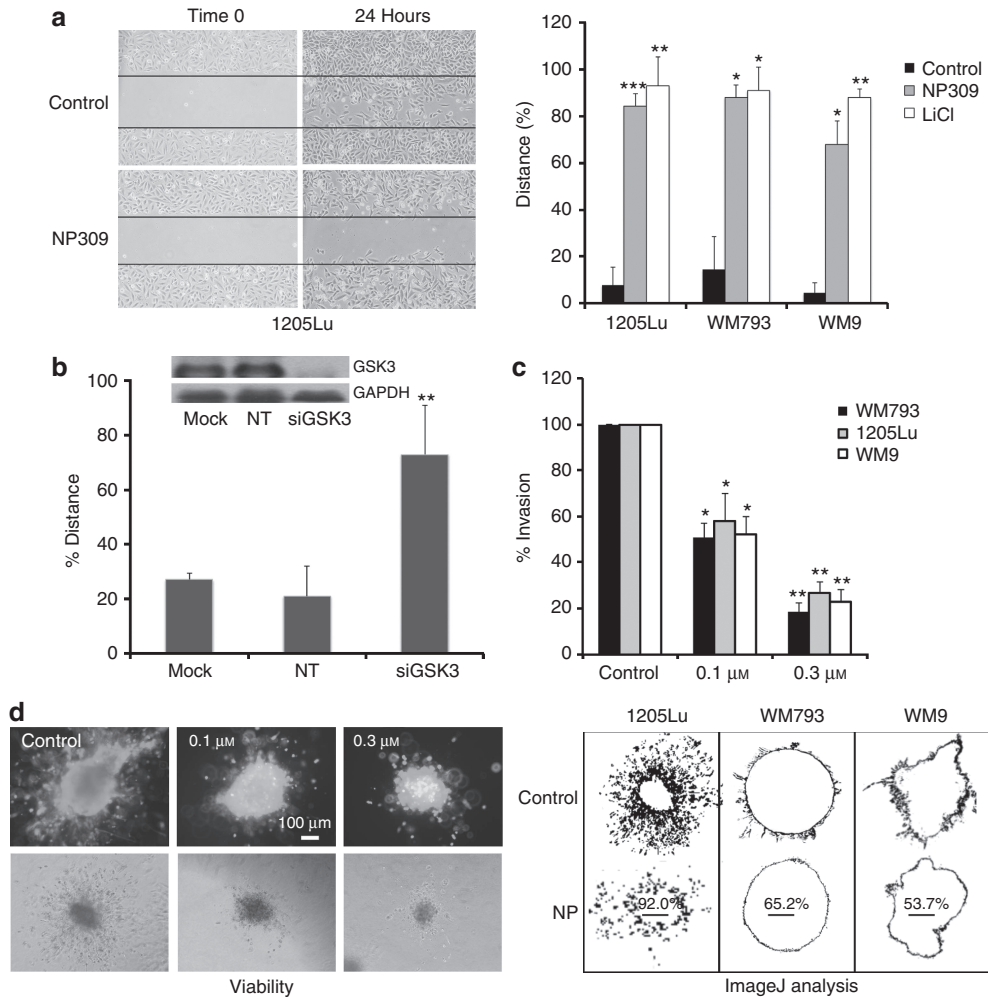 a
Time 0 24 Hours
Control
NP309
1205Lu
Distance (%)
120
100
80
60
40
20
0
*** ** * * * **
1205Lu WM793 WM9
Control
NP309
LiCl
b
GSK3
GAPDH
Mock NT siGSK3
% Distance
100
80
60
40
20
0
**
Mock NT siGSK3
c
% Invasion
120
100
80
60
40
20
0
* * * ** ** **
Control 0.1 μM 0.3 μM
WM793
1205Lu
WM9
d
Control 0.1 μM 0.3 μM
100 μm
Viability
1205Lu WM793 WM9
Control
NP 92.0% 65.2% 53.7%
ImageJ analysis